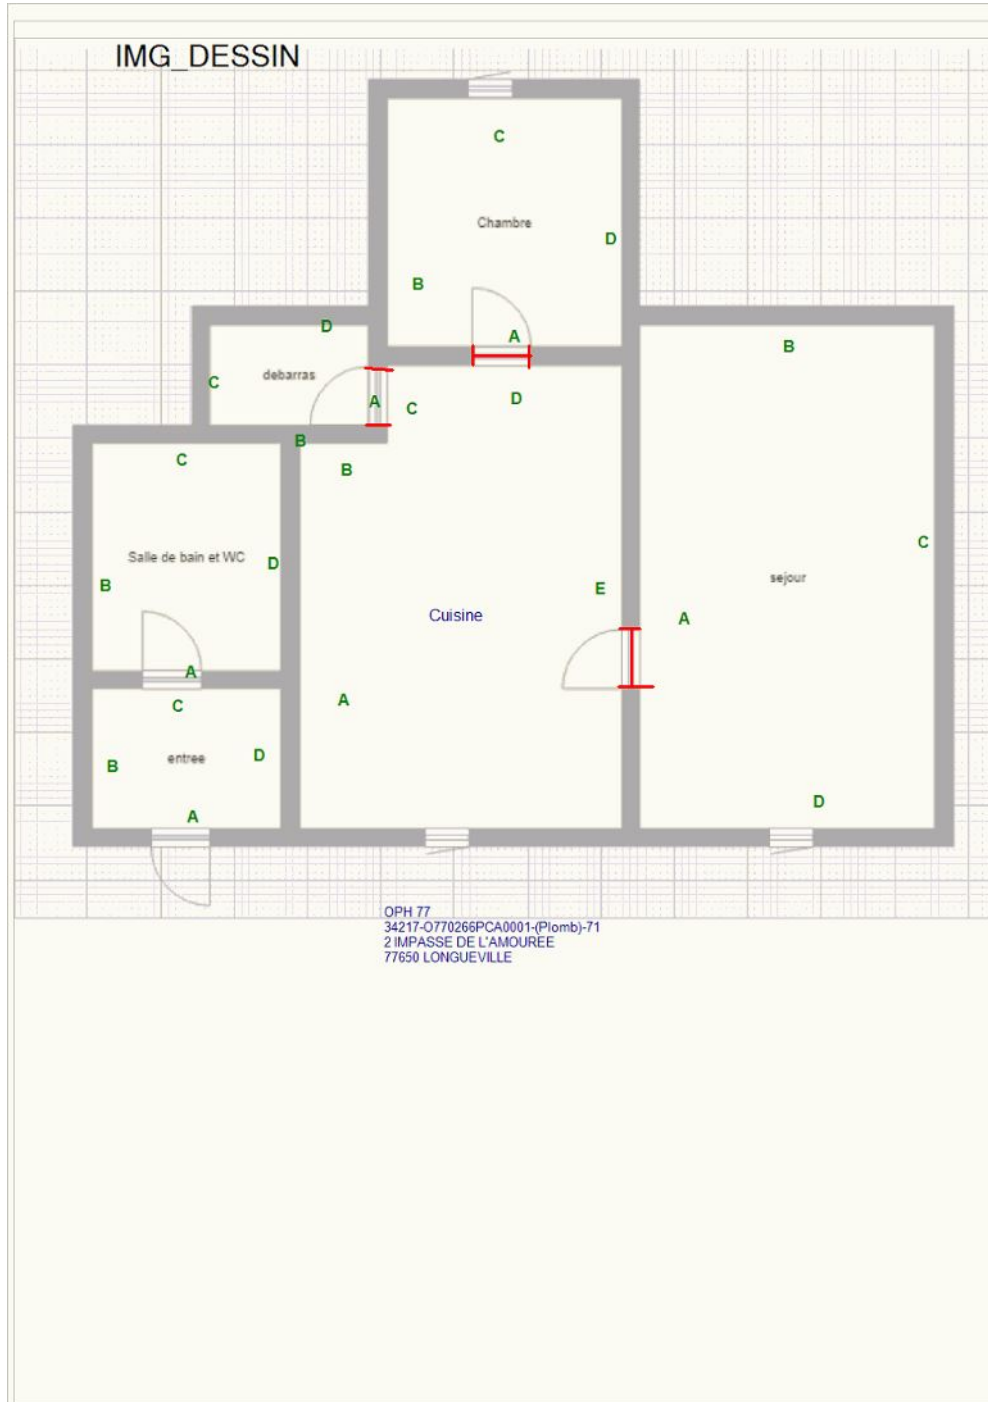 IMG_DESSIN
C
Chambre
D
B
A
D
B
debarras
C
A
C
D
B
C
B
Salle de bain et WC
D
B
A
C
E
sejour
Cuisine
A
A
C
B
entree
D
A
D
OPH 77
34217-O770266PCA0001-(Plomb)-71
2 IMPASSE DE L'AMOUREE
77650 LONGUEVILLE